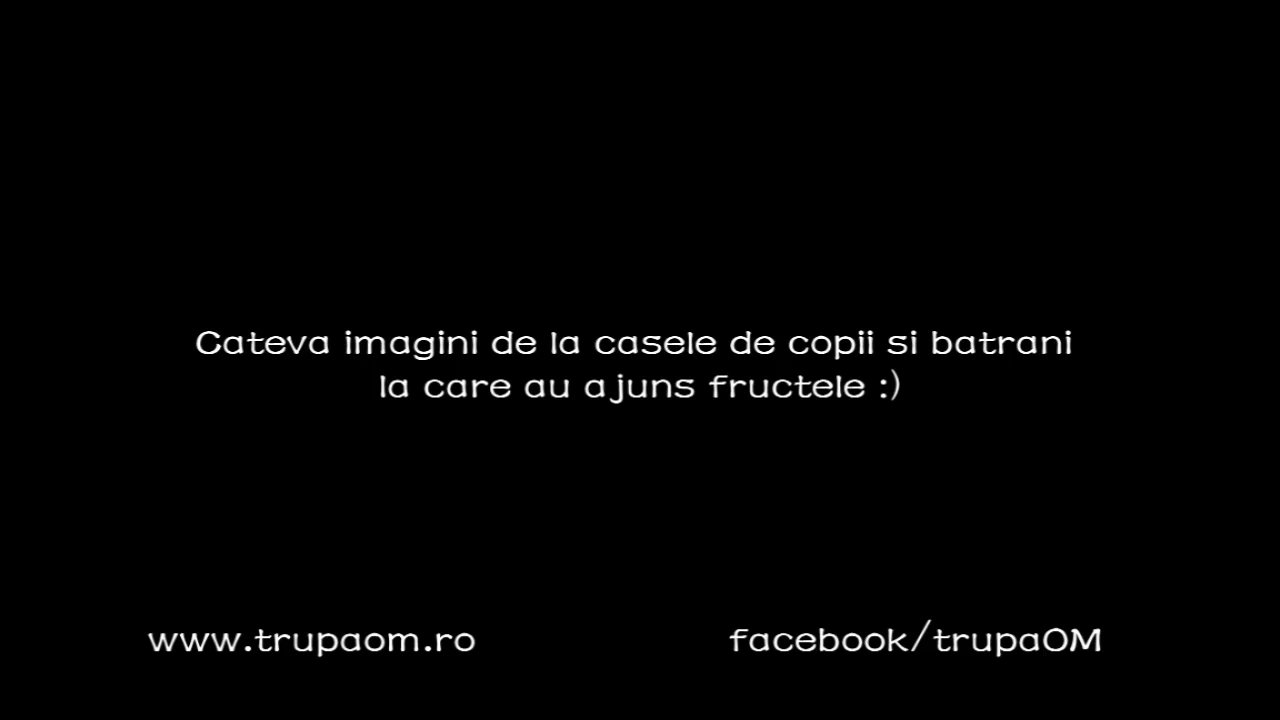 Cateva imagini de la casele de copii si batrani
la care au ajuns fructele :)
www.trupaom.ro
facebook/trupaOM